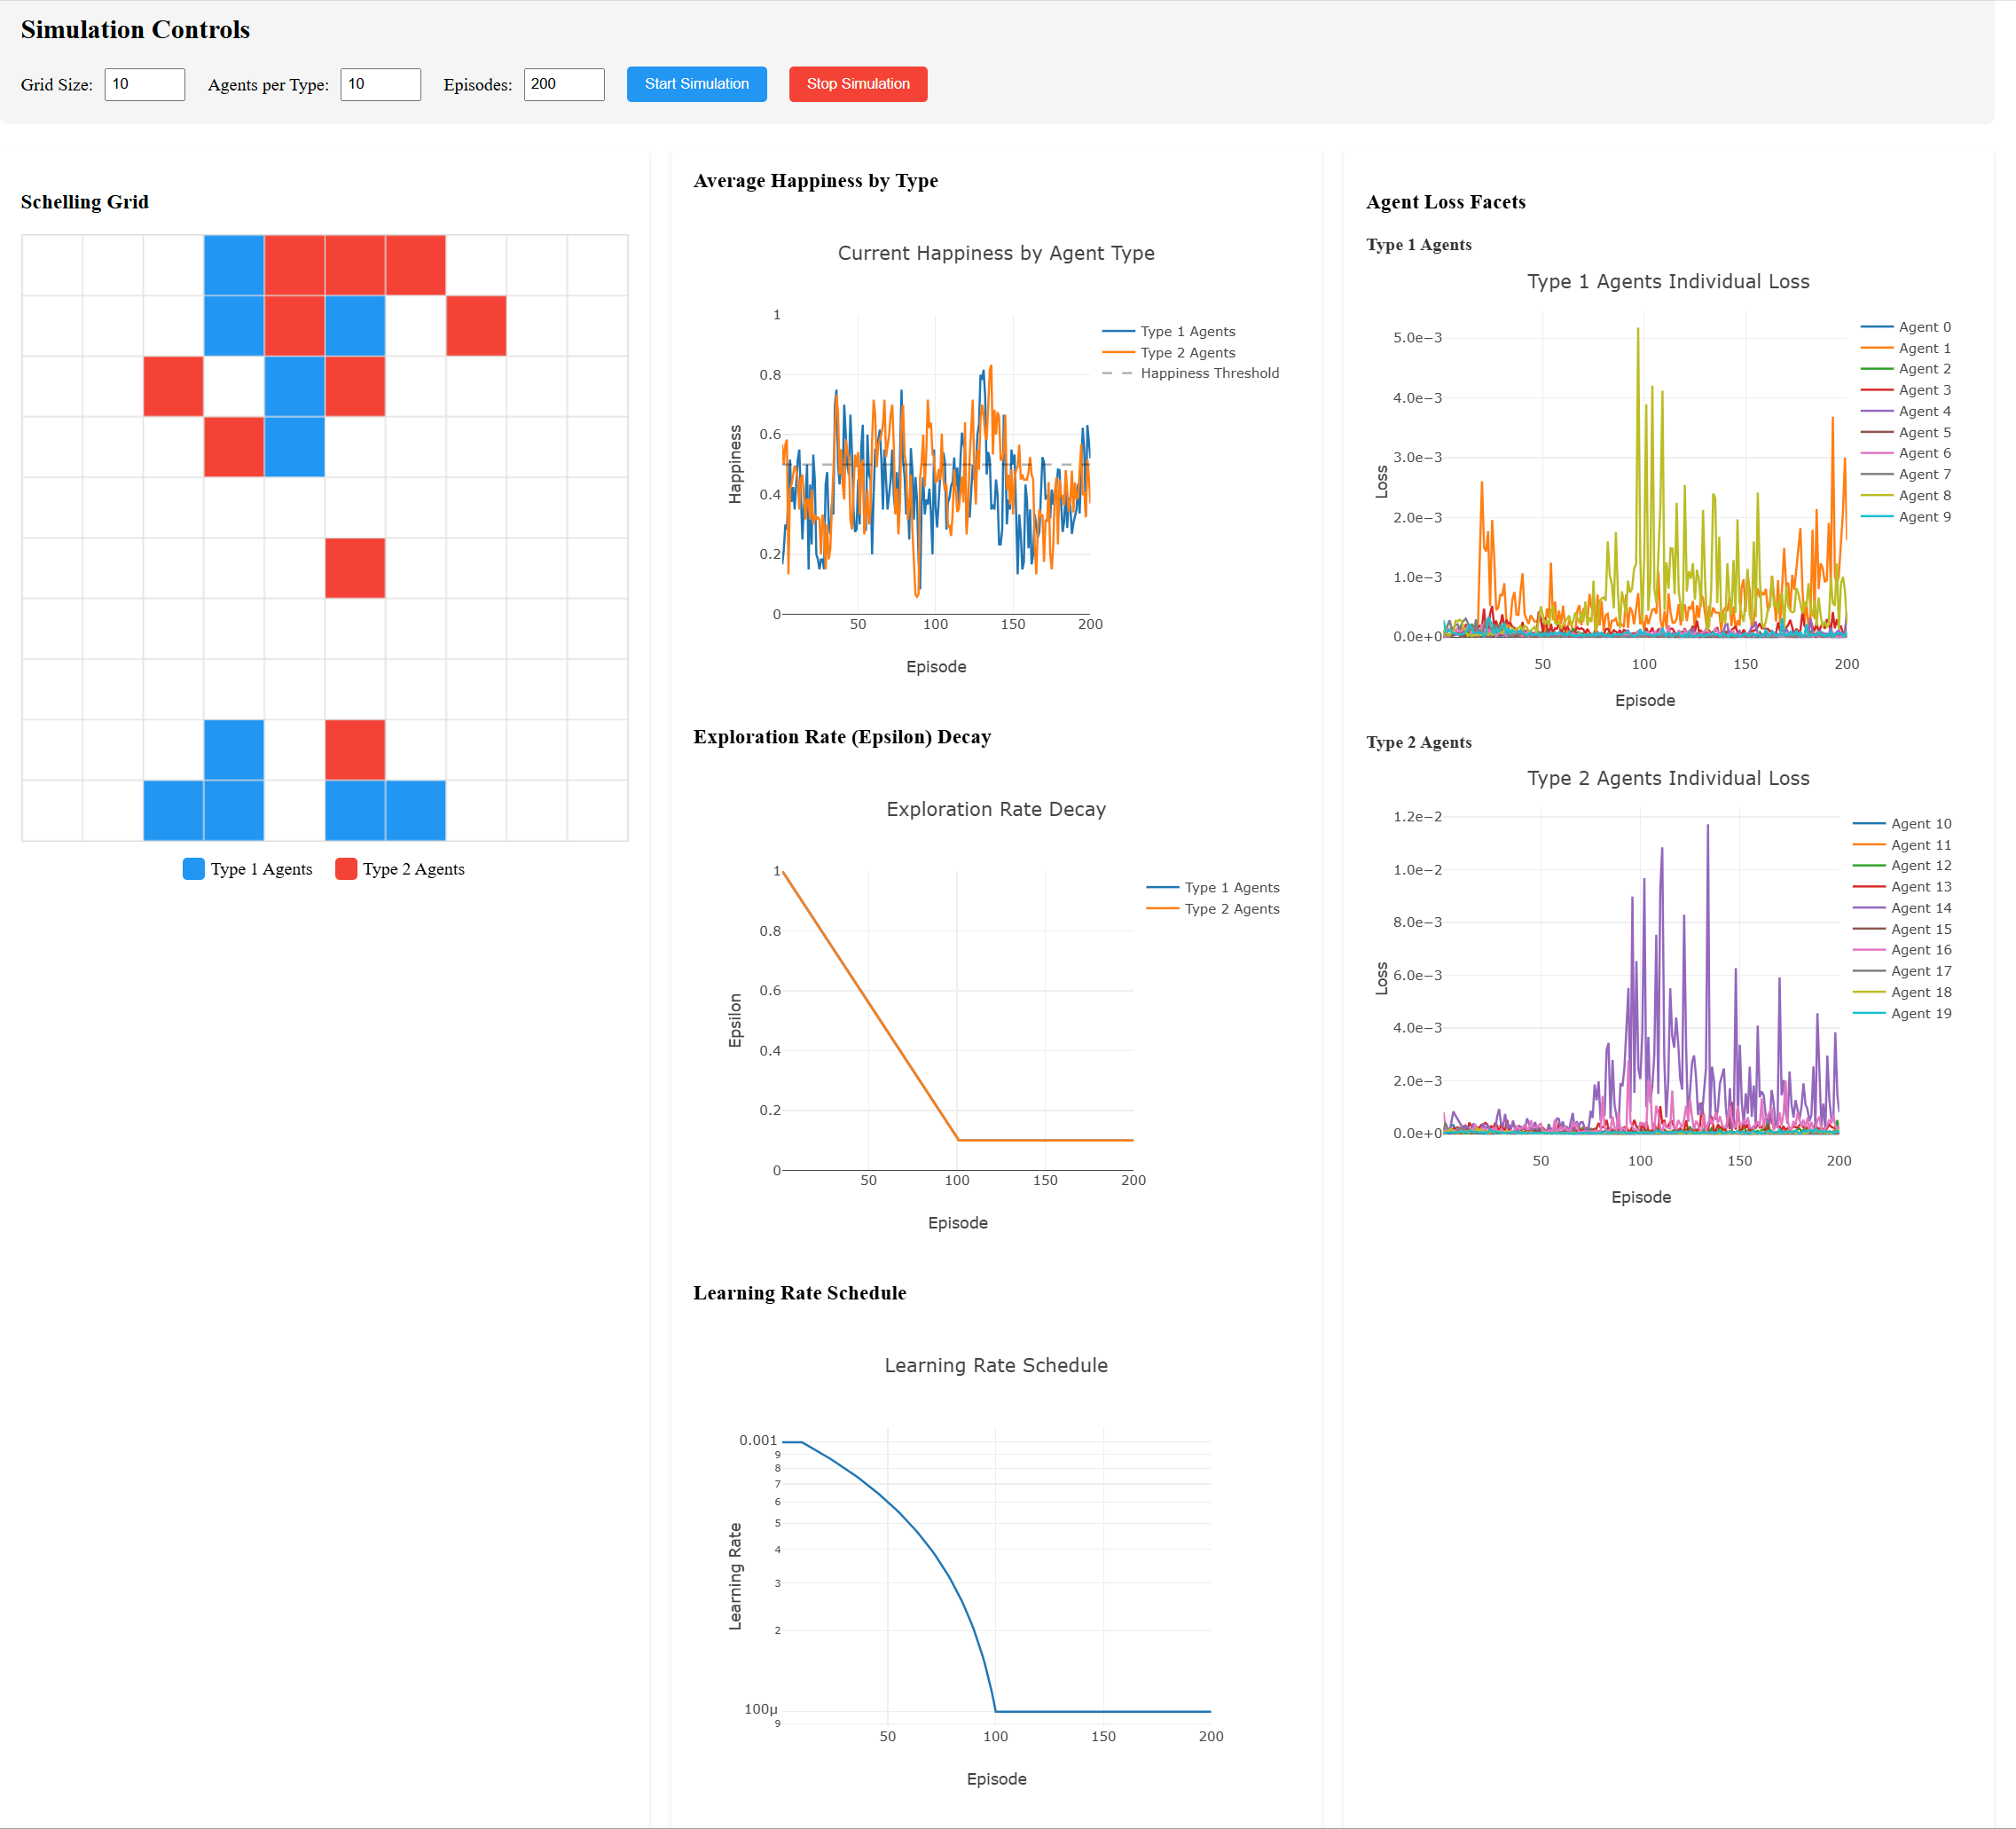 Simulation Controls
Grid Size: 10 Agents per Type: 10 Episodes: 200 Start Simulation Stop Simulation
Schelling Grid
Type 1 Agents Type 2 Agents
Average Happiness by Type
Current Happiness by Agent Type
1
0.8
0.6
0.4
0.2
0
Happiness
50 100 150 200
Episode
Type 1 Agents
Type 2 Agents
Happiness Threshold
Exploration Rate (Epsilon) Decay
Exploration Rate Decay
1
0.8
0.6
0.4
0.2
0
Epsilon
50 100 150 200
Episode
Type 1 Agents
Type 2 Agents
Learning Rate Schedule
Learning Rate Schedule
0.001
9
8
7
6
5
4
3
2
100μ
9
Learning Rate
50 100 150 200
Episode
Agent Loss Facets
Type 1 Agents
Type 1 Agents Individual Loss
5.0e−3
4.0e−3
3.0e−3
2.0e−3
1.0e−3
0.0e+0
Loss
50 100 150 200
Episode
Agent 0
Agent 1
Agent 2
Agent 3
Agent 4
Agent 5
Agent 6
Agent 7
Agent 8
Agent 9
Type 2 Agents
Type 2 Agents Individual Loss
1.2e−2
1.0e−2
8.0e−3
6.0e−3
4.0e−3
2.0e−3
0.0e+0
Loss
50 100 150 200
Episode
Agent 10
Agent 11
Agent 12
Agent 13
Agent 14
Agent 15
Agent 16
Agent 17
Agent 18
Agent 19